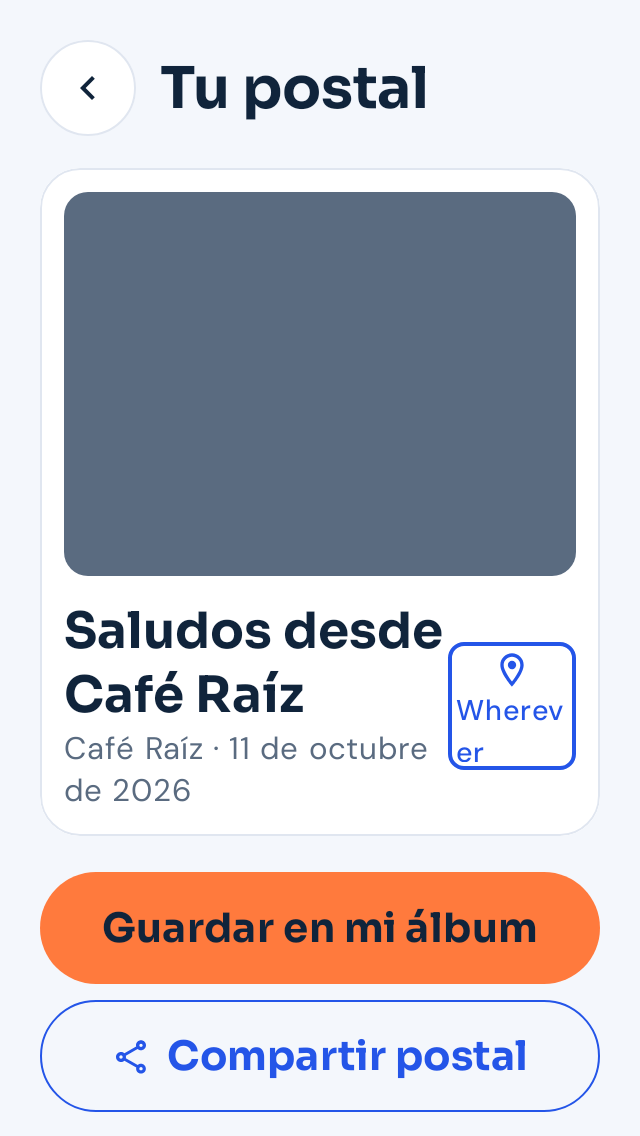 Tu postal
Saludos desde
Café Raíz
Café Raíz · 11 de octubre
de 2026
Wherev
er
Guardar en mi álbum
Compartir postal